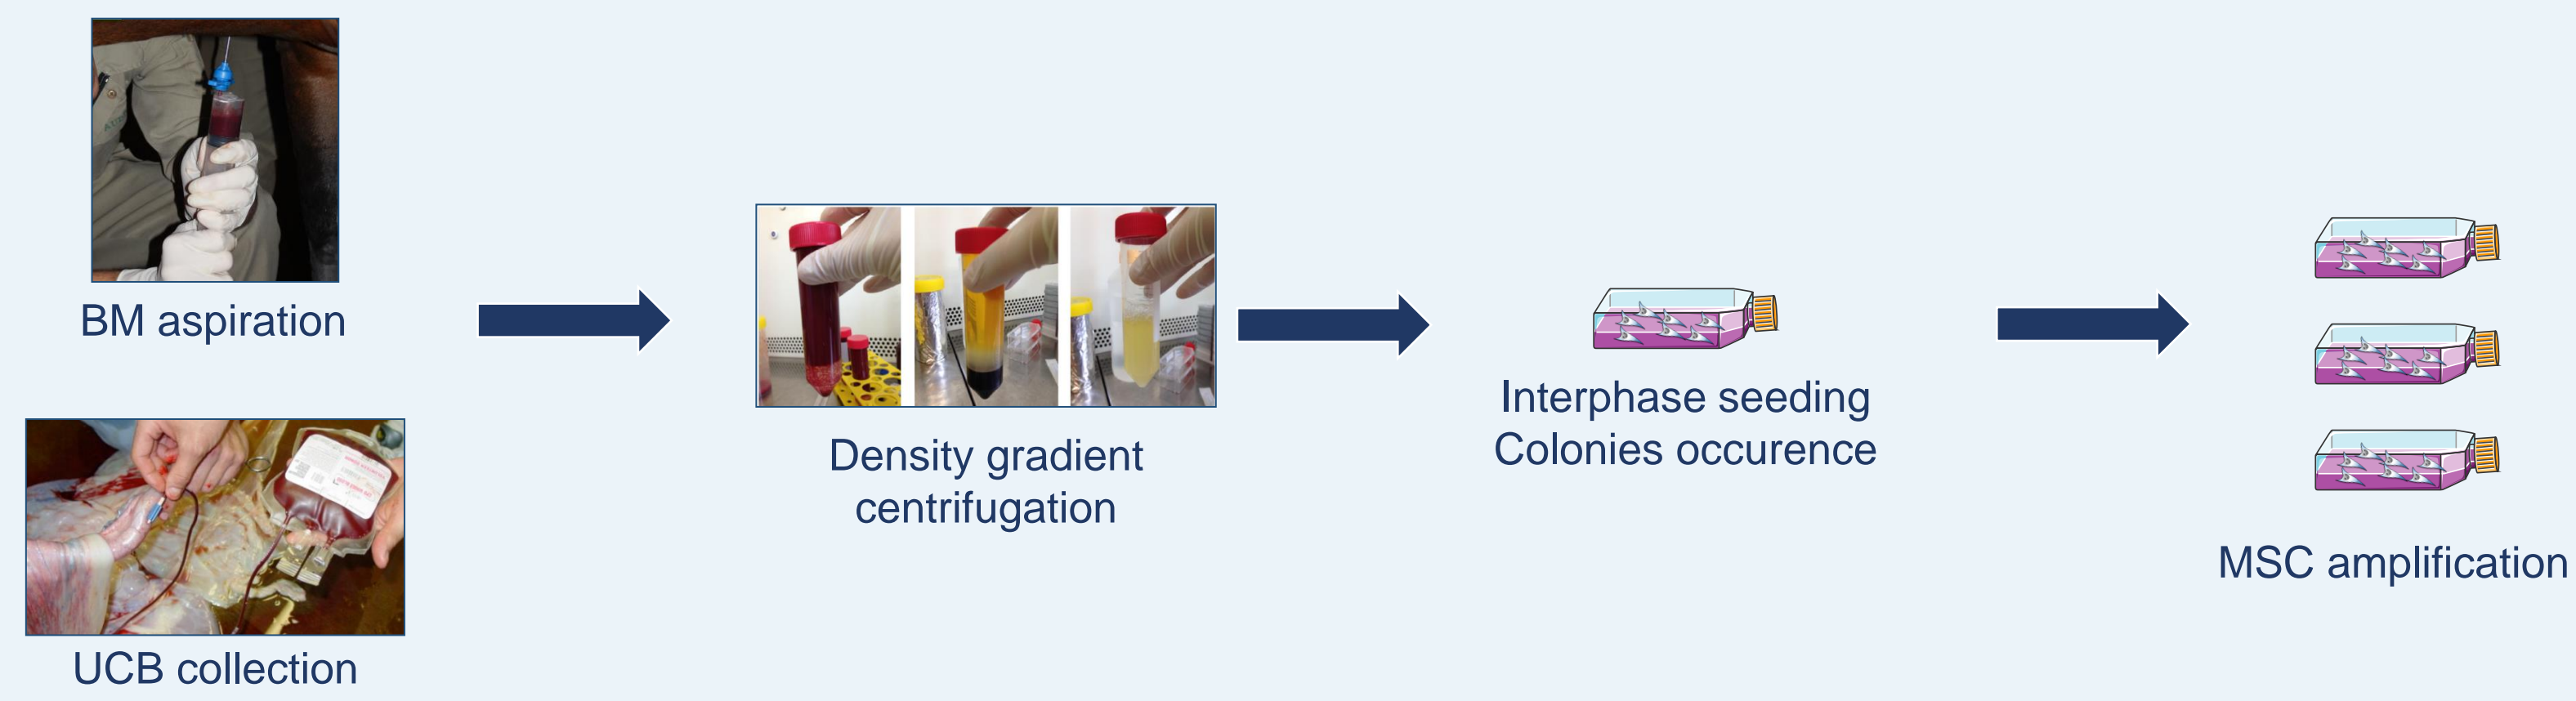 BM aspiration
UCB collection
Density gradient
centrifugation
Interphase seeding
Colonies occurence
MSC amplification